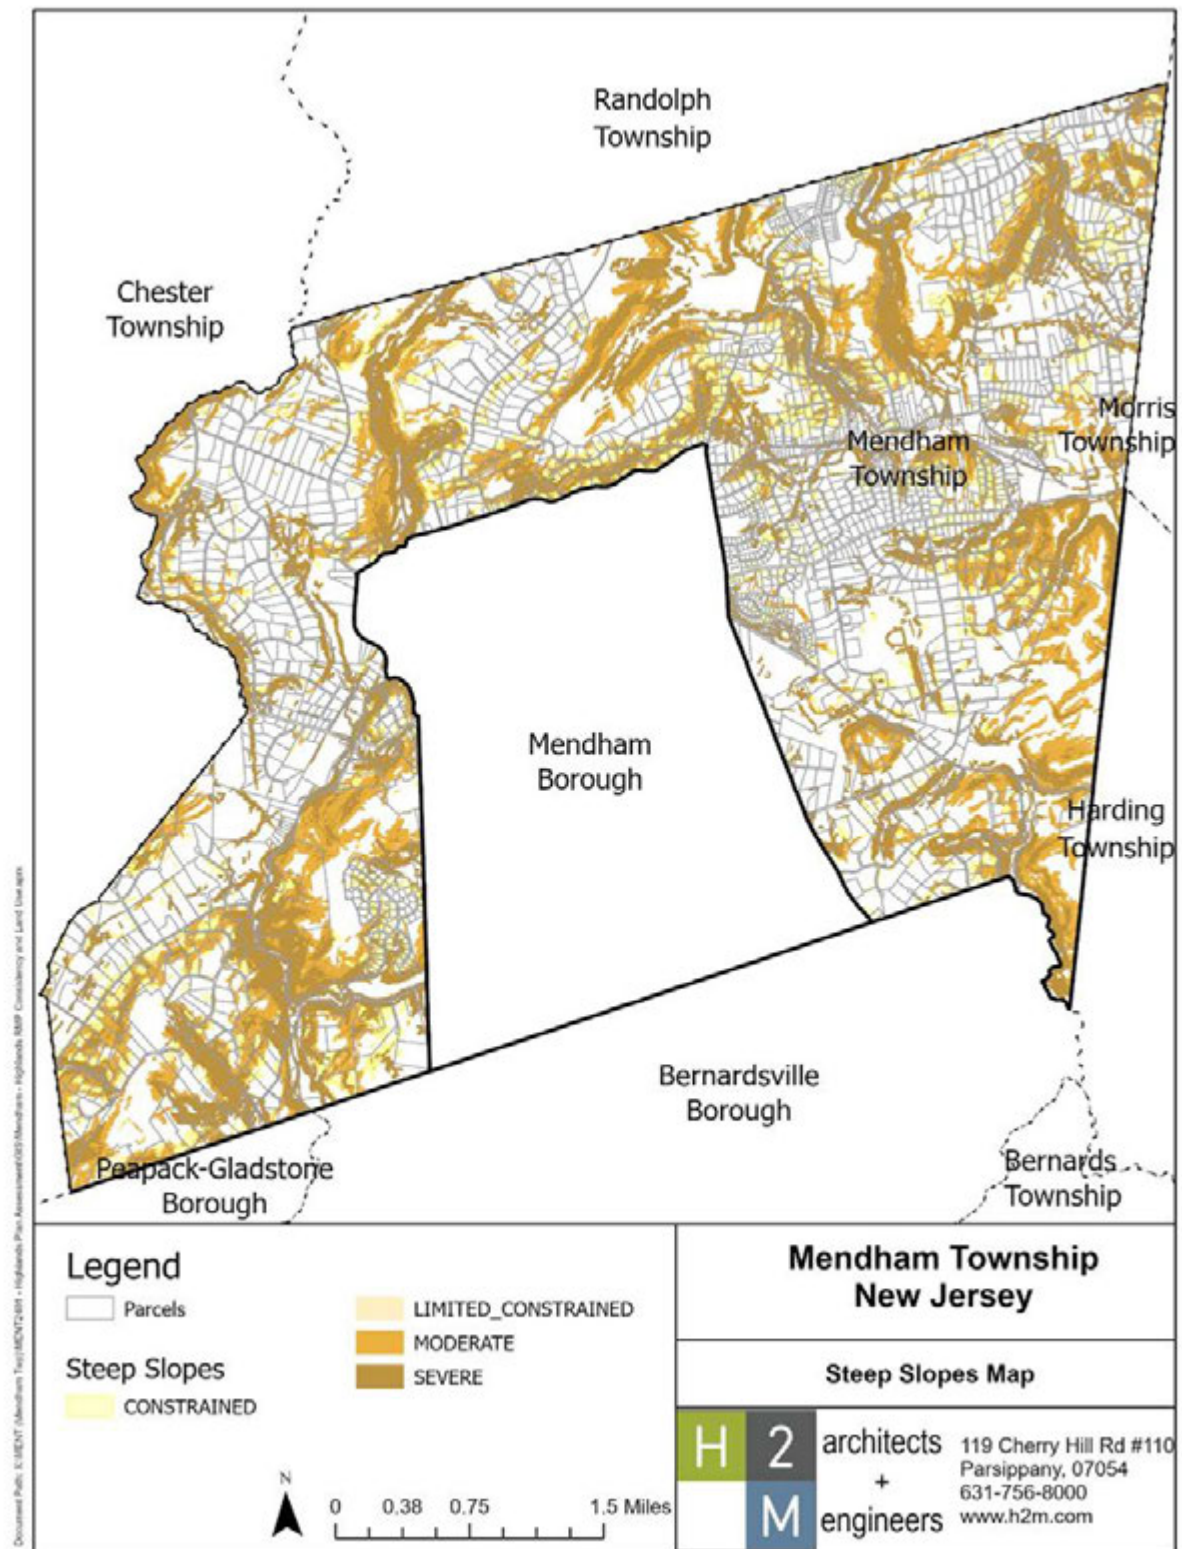 Randolph
Township
Chester
Township
Morris
Township
Mendham
Township
Mendham
Borough
Harding
Township
Bernardsville
Borough
Peapack-Gladstone
Borough
Bernards
Township
Legend
Parcels
Steep Slopes
CONSTRAINED
LIMITED_CONSTRAINED
MODERATE
SEVERE
N
0 0.38 0.75 1.5 Miles
Mendham Township
New Jersey
Steep Slopes Map
H 2
M
architects
+
engineers
119 Cherry Hill Rd #110
Parsippany, 07054
631-756-8000
www.h2m.com